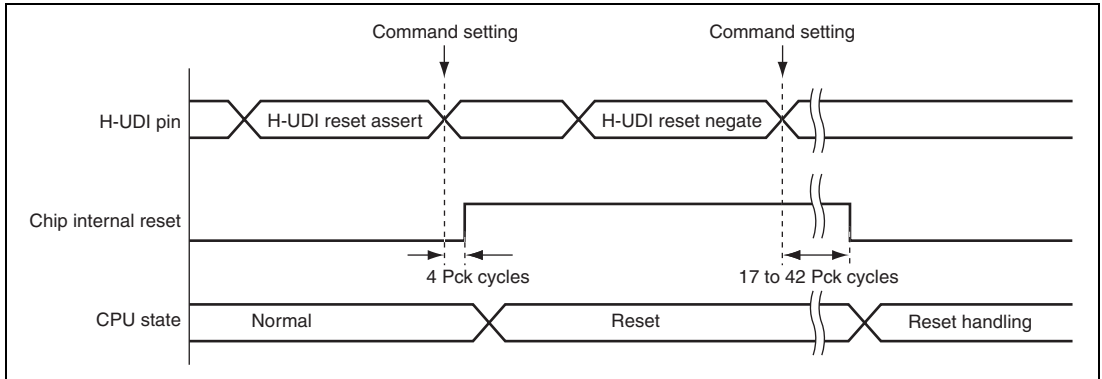 Command setting
Command setting
H-UDI pin
H-UDI reset assert
H-UDI reset negate
Chip internal reset
4 Pck cycles
17 to 42 Pck cycles
CPU state
Normal
Reset
Reset handling